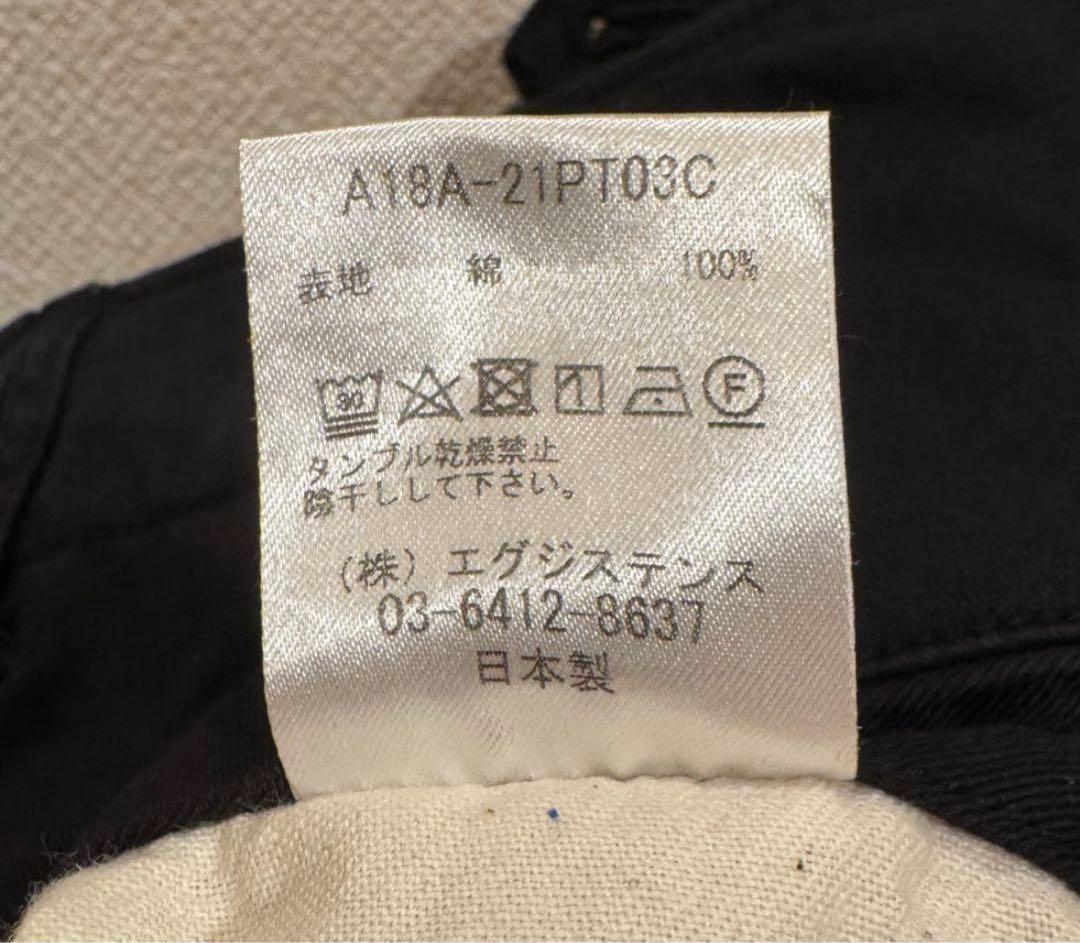 A18A-21PT03C
表地 綿 100%
30 F
タンブル乾燥禁止
陰干しして下さい。
(株) エグジステンス
03-6412-8637
日本製